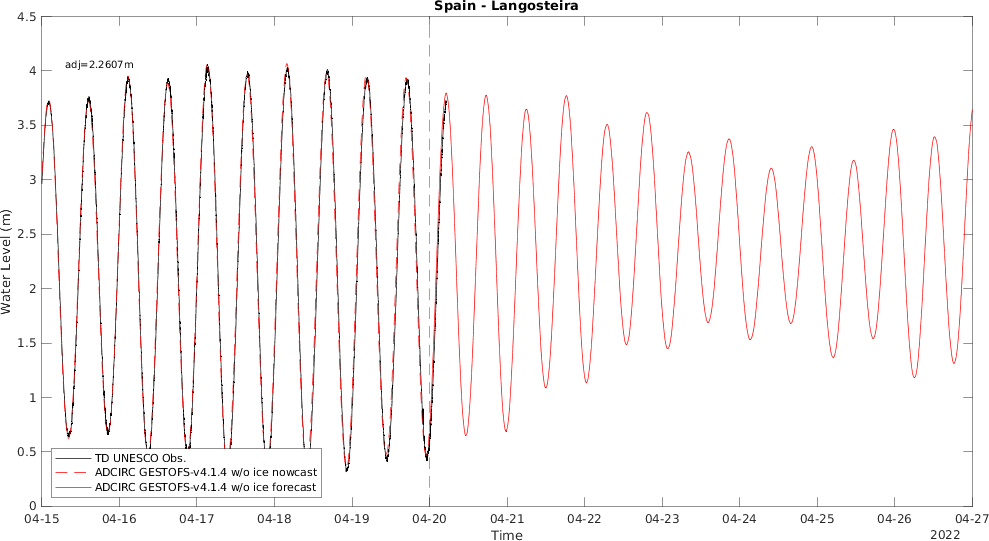 Spain - Langosteira
adj=2.2607m
4.5
4
3.5
3
2.5
2
1.5
1
0.5
0
Water Level (m)
TD UNESCO Obs.
ADCIRC GESTOFS-v4.1.4 w/o ice nowcast
ADCIRC GESTOFS-v4.1.4 w/o ice forecast
04-15 04-16 04-17 04-18 04-19 04-20 04-21 04-22 04-23 04-24 04-25 04-26 04-27
Time
2022